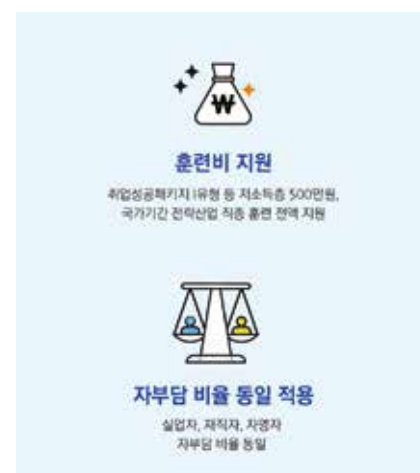 ₩
훈련비 지원
취업성공패키지 I유형 등 저소득층 500만원,
국가기간 전략산업 직종 훈련 전액 지원
자부담 비율 동일 적용
실업자, 재직자, 자영자
자부담 비율 동일